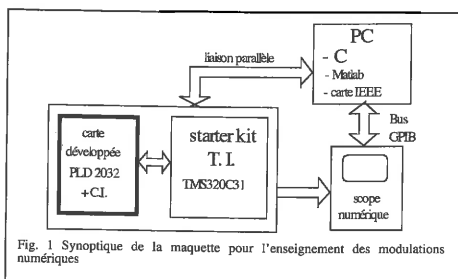 PC
- C
- Matlab
- carte IEEE
liaison parallèle
Bus
GPIB
carte
développée
PLD 2032
+C.I.
starter kit
T. I.
TMS320C31
scope
numérique
Fig. 1 Synoptique de la maquette pour l'enseignement des modulations
numériques